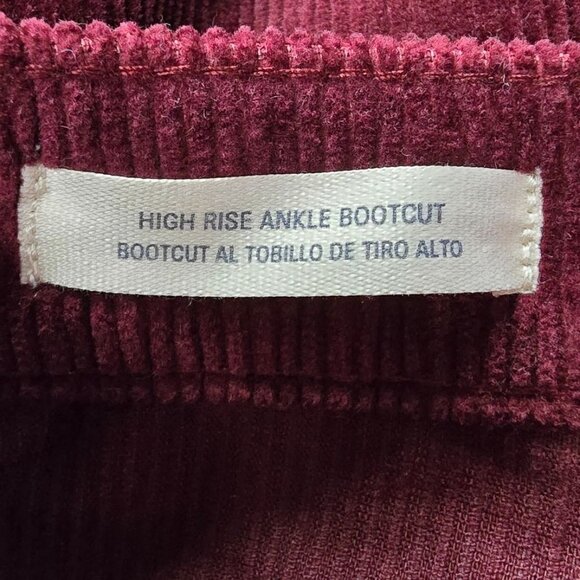 HIGH RISE ANKLE BOOTCUT
BOOTCUT AL TOBILLO DE TIRO ALTO